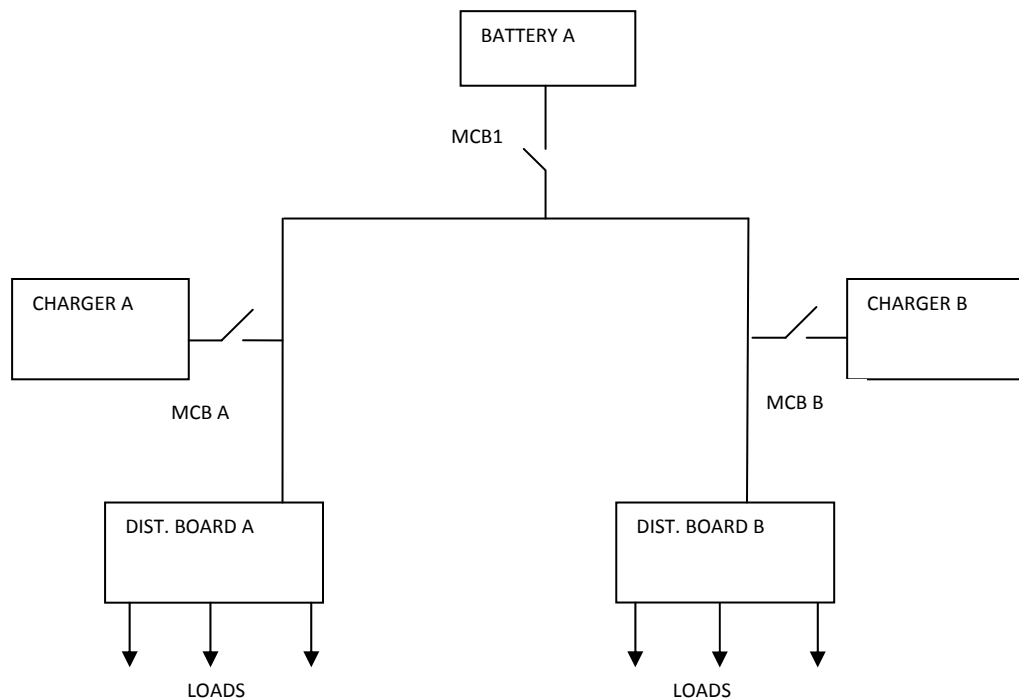 BATTERY A
MCB1
CHARGER A
CHARGER B
MCB A
MCB B
DIST. BOARD A
DIST. BOARD B
LOADS
LOADS